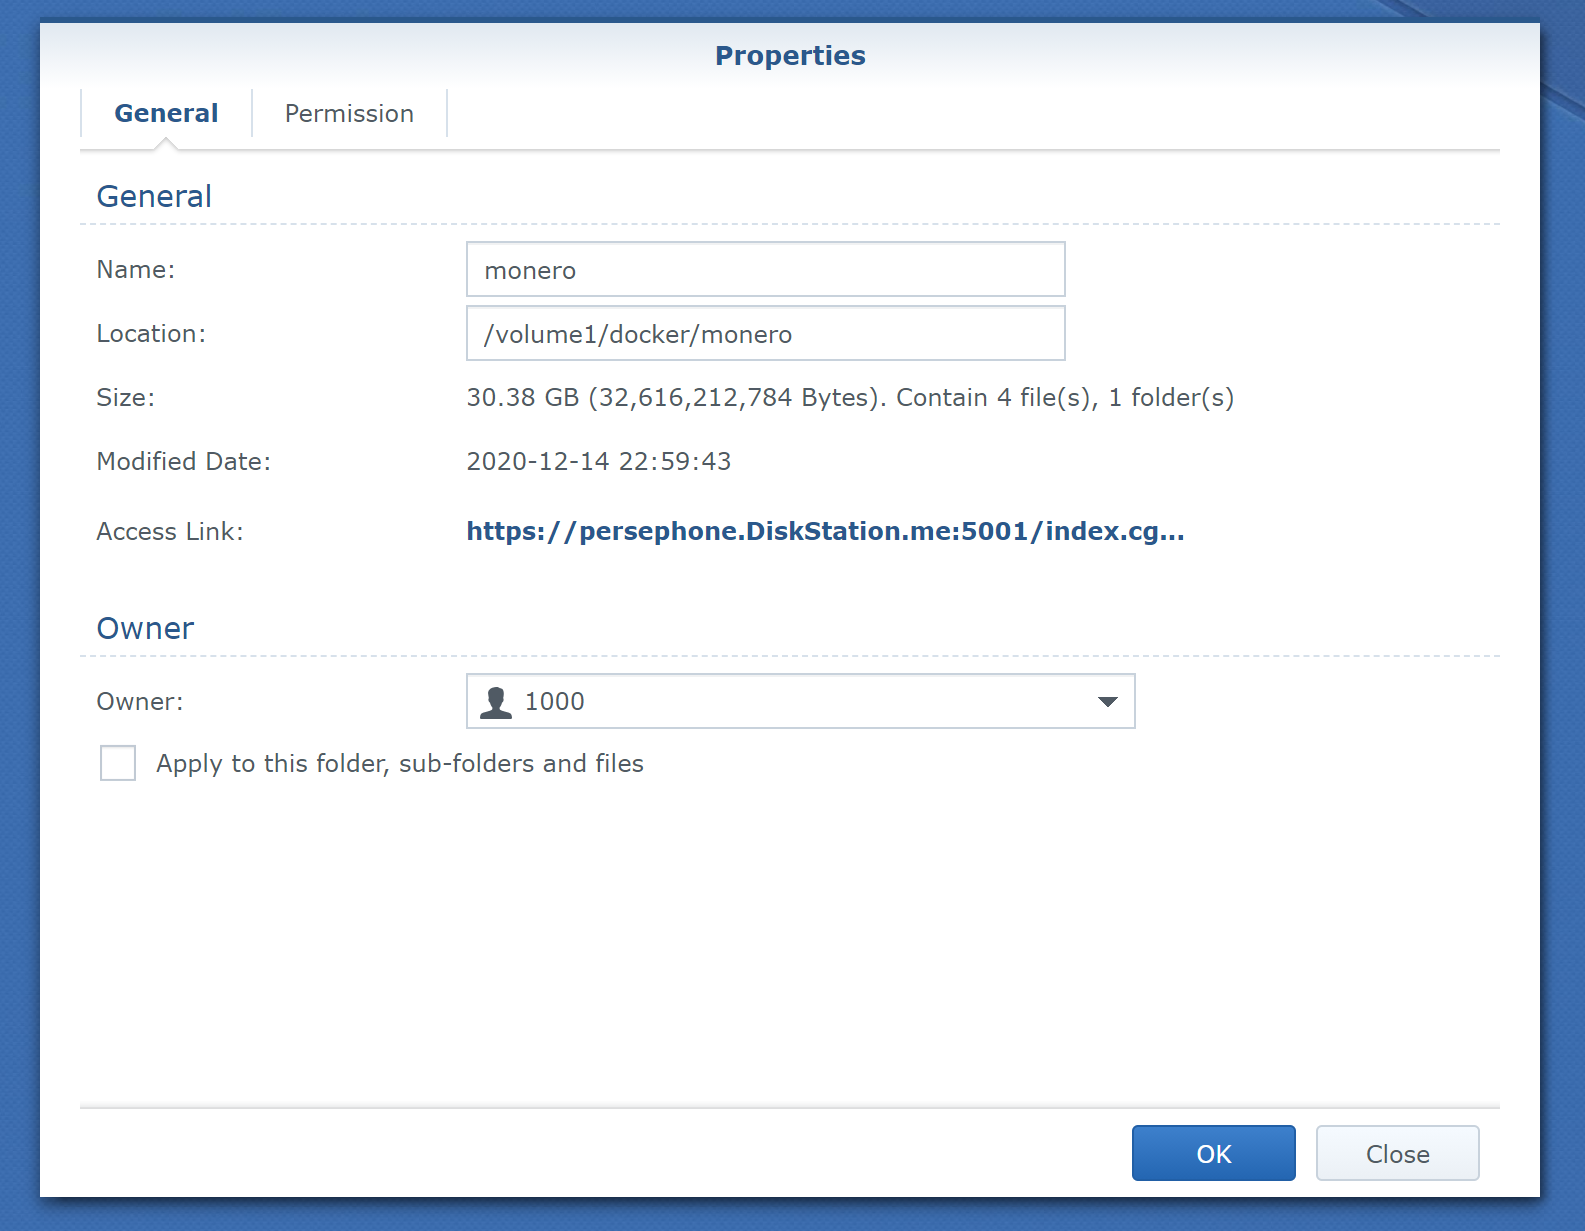 Properties
General Permission
General
Name: monero
Location: /volume1/docker/monero
Size: 30.38 GB (32,616,212,784 Bytes). Contain 4 file(s), 1 folder(s)
Modified Date: 2020-12-14 22:59:43
Access Link: https://persephone.DiskStation.me:5001/index.cg...
Owner
Owner: 1000
Apply to this folder, sub-folders and files
OK Close